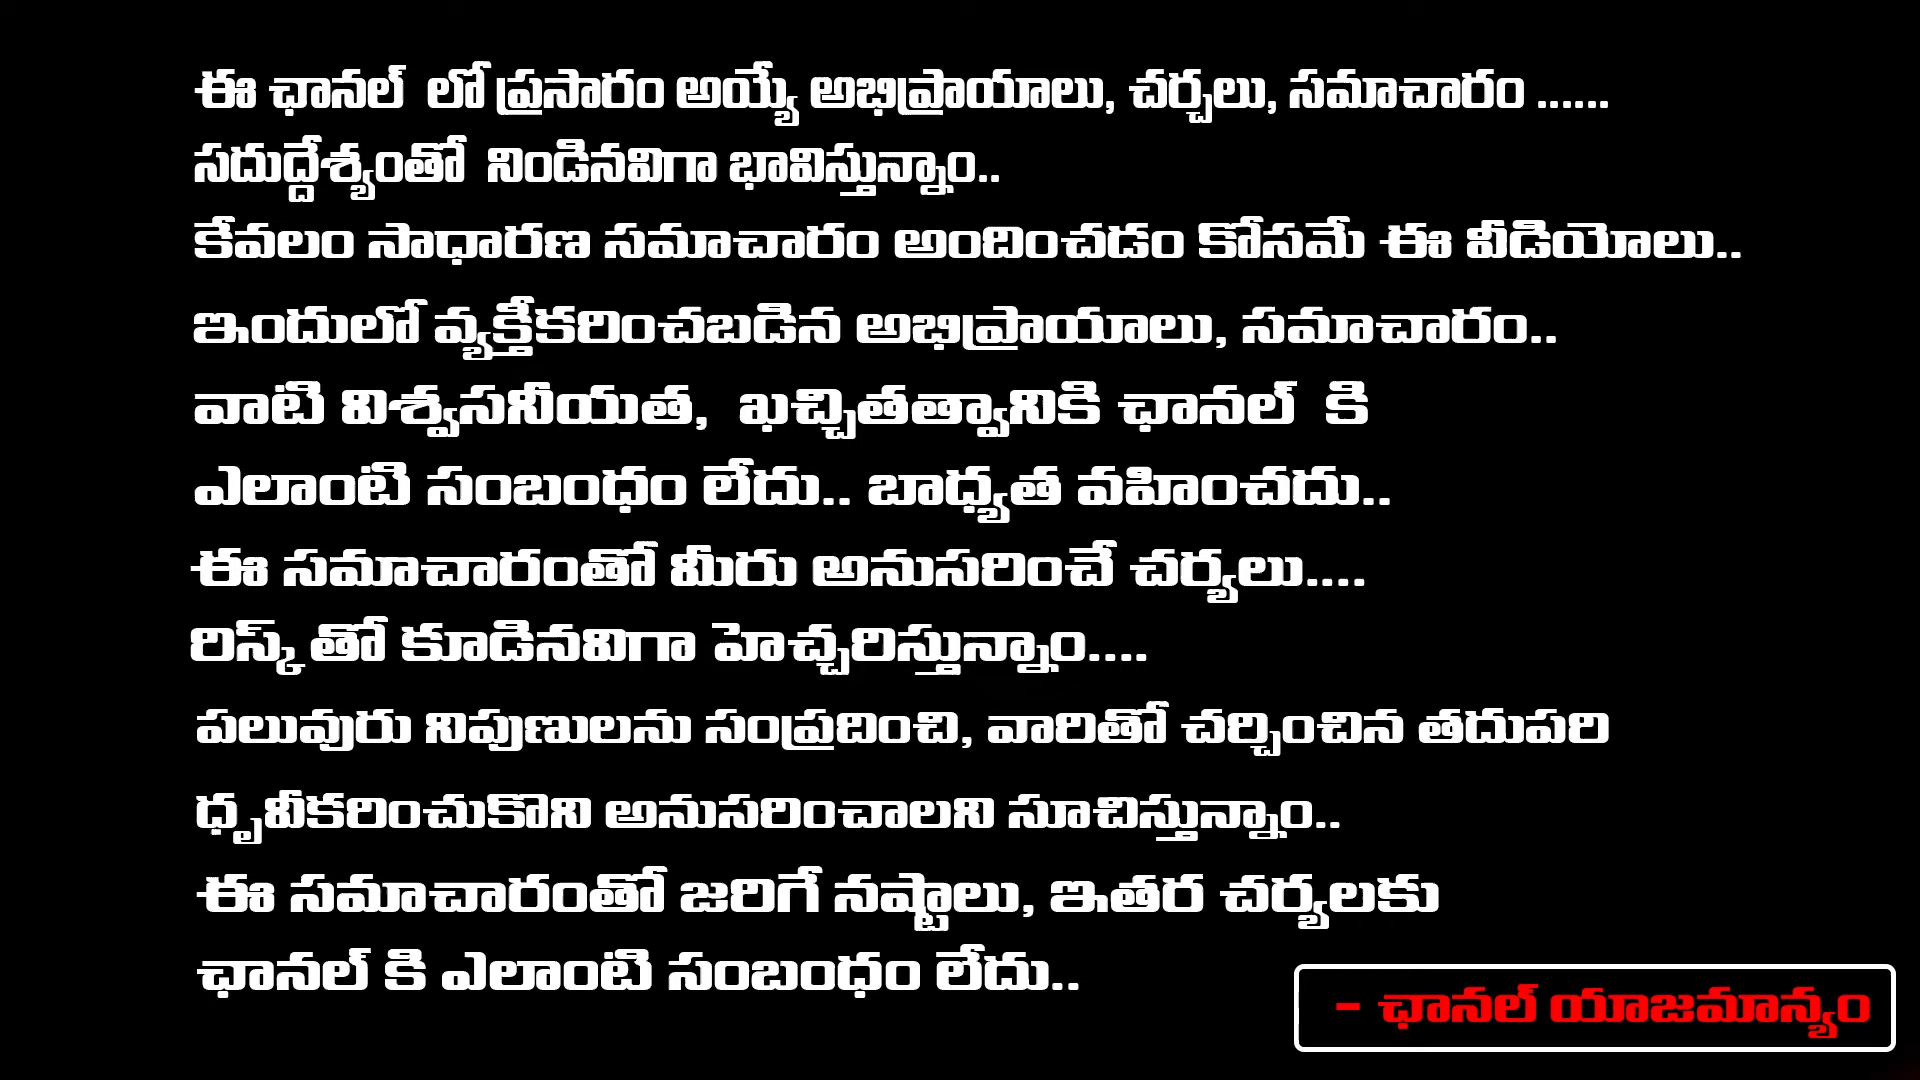 ఈ ఛానల్ లో ప్రసారం అయ్యే అభిప్రాయాలు, చర్చలు, సమాచారం ......
సదుద్దేశ్యంతో నిండినవిగా భావిస్తున్నాం..
కేవలం సాధారణ సమాచారం అందించడం కోసమే ఈ వీడియోలు..
ఇందులో వ్యక్తీకరించబడిన అభిప్రాయాలు, సమాచారం..
వాటి విశ్వసనీయత, ఖచ్చితత్వానికి ఛానల్ కి
ఎలాంటి సంబంధం లేదు.. బాధ్యత వహించదు..
ఈ సమాచారంతో మీరు అనుసరించే చర్యలు....
రిస్క్ తో కూడినవిగా హెచ్చరిస్తున్నాం....
పలువురు నిపుణులను సంప్రదించి, వారితో చర్చించిన తదుపరి
ధృవీకరించుకొని అనుసరించాలని సూచిస్తున్నాం..
ఈ సమాచారంతో జరిగే నష్టాలు, ఇతర చర్యలకు
ఛానల్ కి ఎలాంటి సంబంధం లేదు..
- ఛానల్ యాజమాన్యం